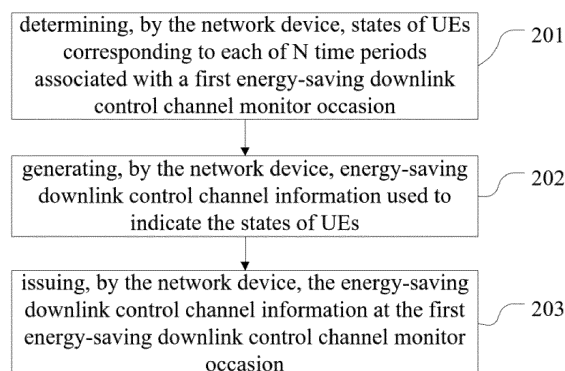 determining, by the network device, states of UEs
corresponding to each of N time periods
associated with a first energy-saving downlink
control channel monitor occasion
201
generating, by the network device, energy-saving
downlink control channel information used to
indicate the states of UEs
202
issuing, by the network device, the energy-saving
downlink control channel information at the first
energy-saving downlink control channel monitor
occasion
203